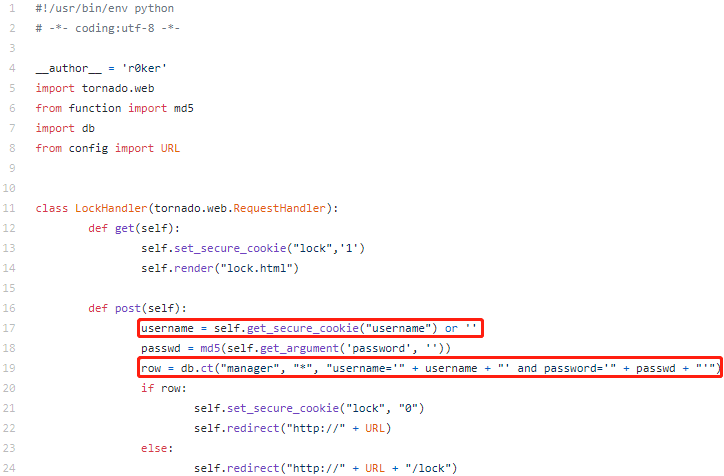 1 #!/usr/bin/env python
2 # -*- coding:utf-8 -*-
3
4 __author__ = 'r0ker'
5 import tornado.web
6 from function import md5
7 import db
8 from config import URL
9
10
11 class LockHandler(tornado.web.RequestHandler):
12 def get(self):
13 self.set_secure_cookie("lock",'1')
14 self.render("lock.html")
15
16 def post(self):
17 username = self.get_secure_cookie("username") or ''
18 passwd = md5(self.get_argument('password', ''))
19 row = db.ct("manager", "*", "username='" + username + "' and password='" + passwd + "'")
20 if row:
21 self.set_secure_cookie("lock", "0")
22 self.redirect("http://" + URL)
23 else:
24 self.redirect("http://" + URL + "/lock")